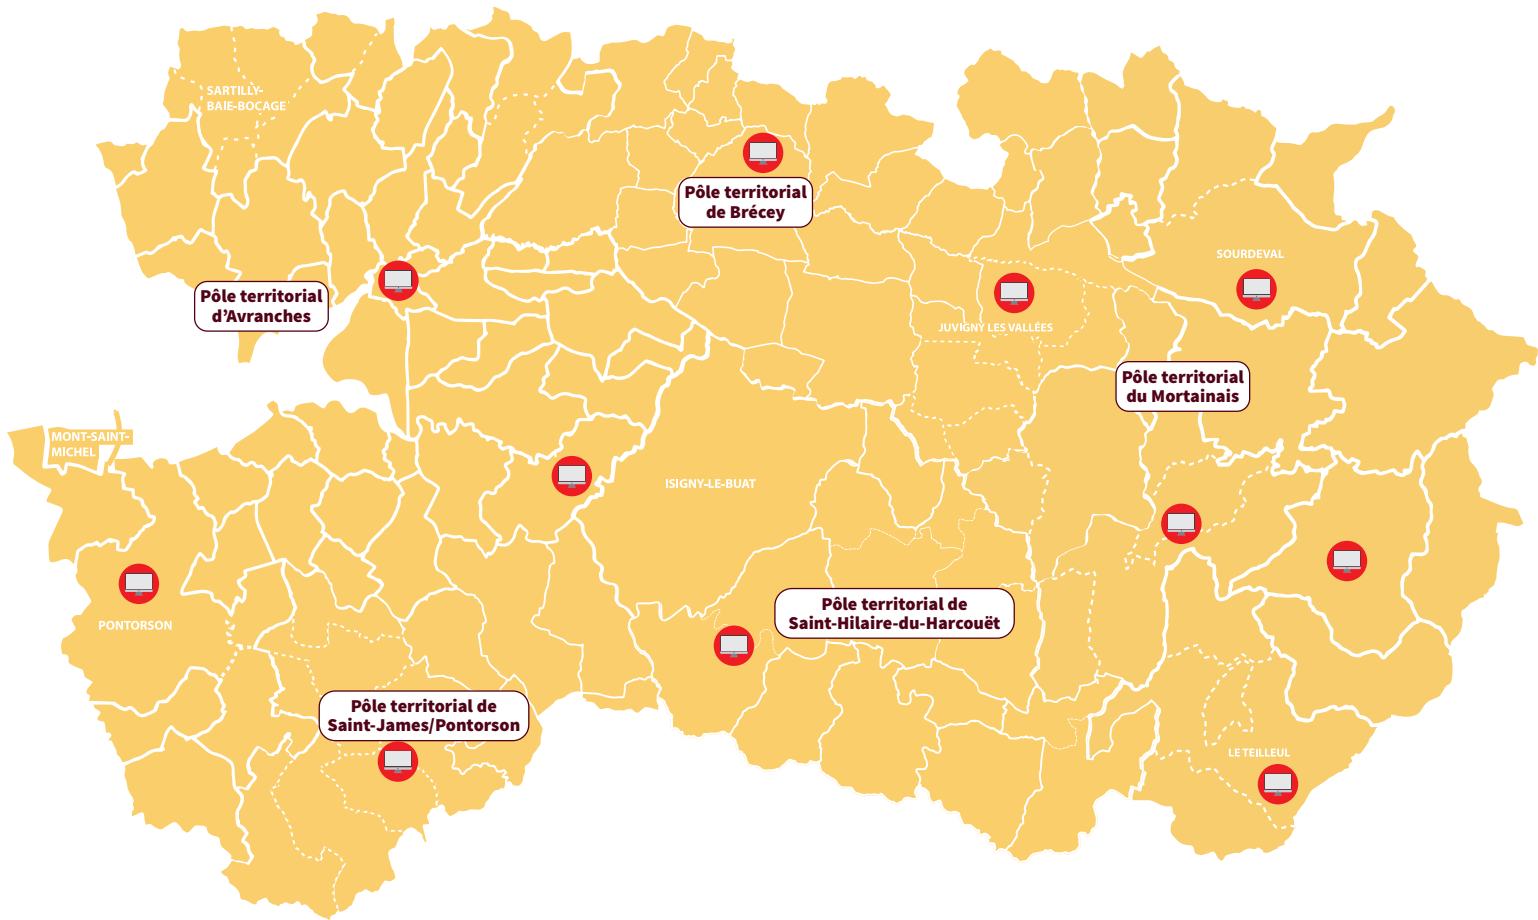 SARTILLY-
BAIE-BOCAGE
Pôle territorial
de Brécey
SOURDEVAL
Pôle territorial
d’Avranches
JUVIGNY LES VALLÉES
Pôle territorial
du Mortainais
MONT-SAINT-
MICHEL
ISIGNY-LE-BUAT
Pôle territorial de
Saint-Hilaire-du-Harcouët
PONTORSON
Pôle territorial de
Saint-James/Pontorson
LE TEILLEUL